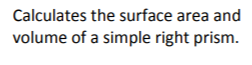 Calculates the surface area and
volume of a simple right prism.